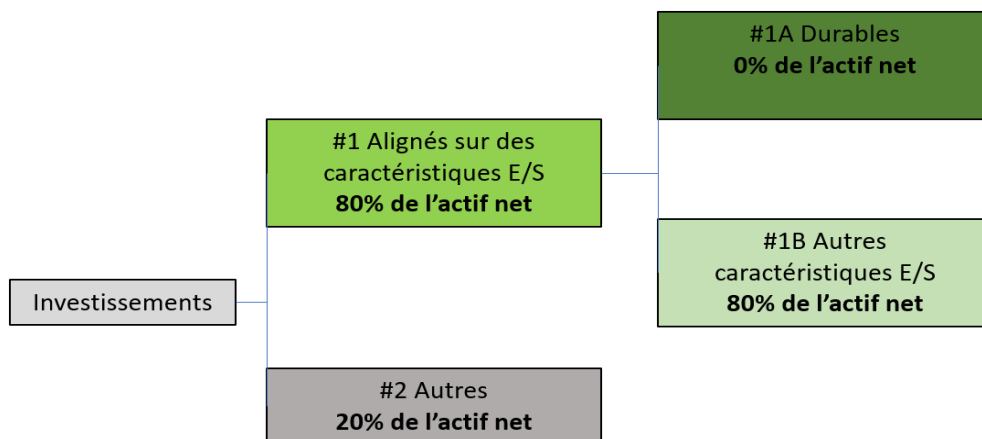 #1A Durables
0% de l’actif net
#1 Alignés sur des
caractéristiques E/S
80% de l’actif net
#1B Autres
caractéristiques E/S
80% de l’actif net
Investissements
#2 Autres
20% de l’actif net